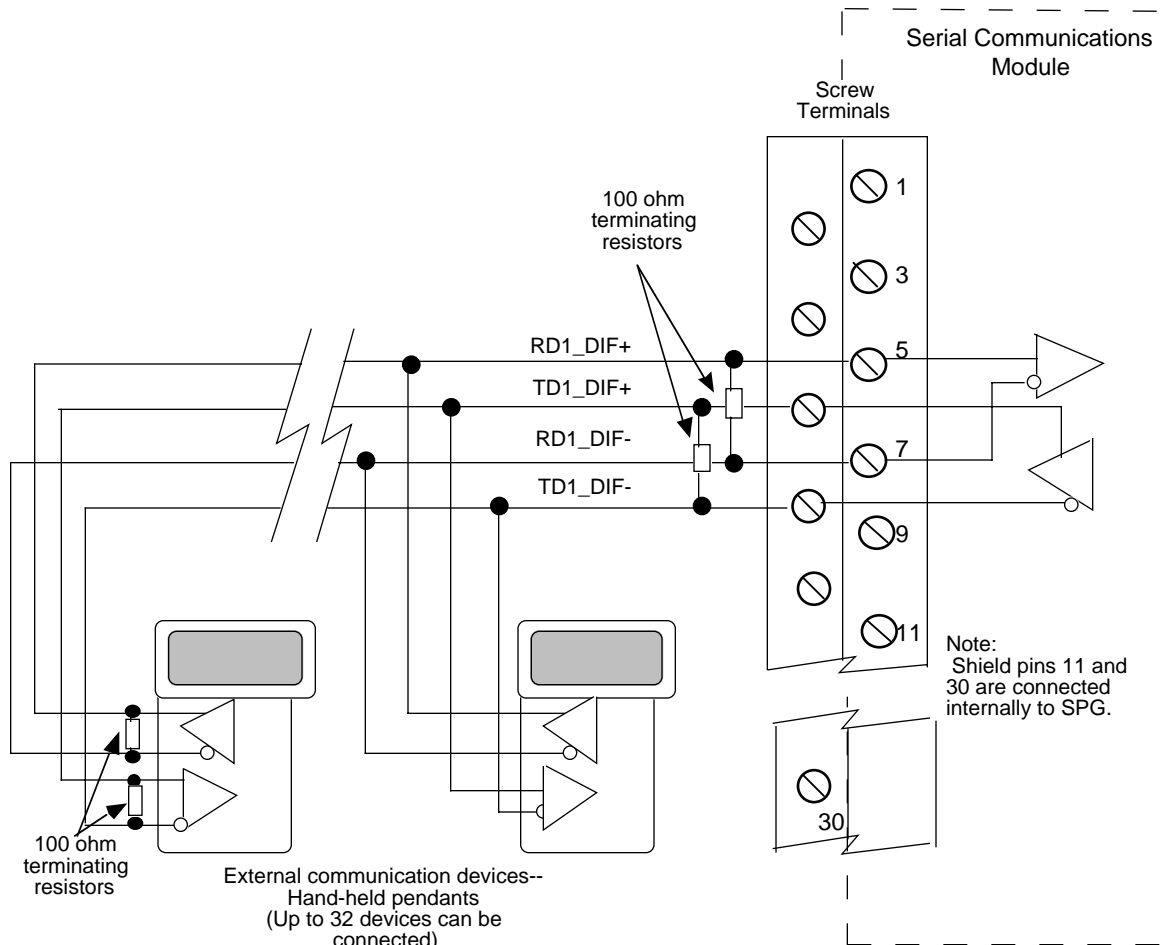 Serial Communications
Module
Screw
Terminals
1
100 ohm
terminating
resistors
3
RD1_DIF+
5
TD1_DIF+
RD1_DIF-
7
TD1_DIF-
9
11
Note:
Shield pins 11 and
30 are connected
internally to SPG.
30
100 ohm
terminating
resistors
External communication devices--
Hand-held pendants
(Up to 32 devices can be
connected)